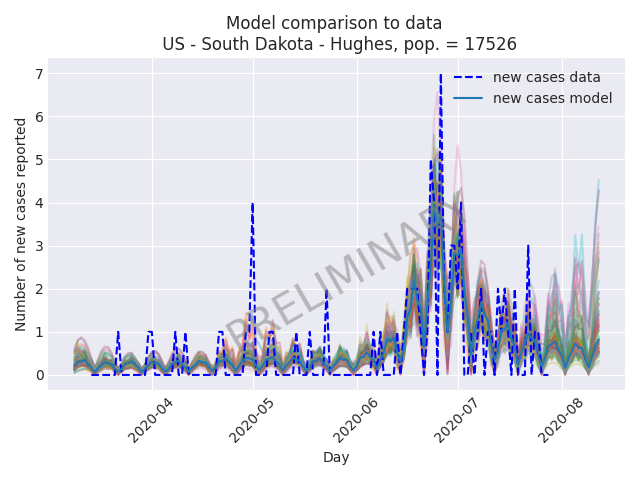 Model comparison to data
US - South Dakota - Hughes, pop. = 17526
7
6
5
4
3
2
1
0
Number of new cases reported
new cases data
new cases model
PRELIMINARY
2020-04
2020-05
2020-06
2020-07
2020-08
Day